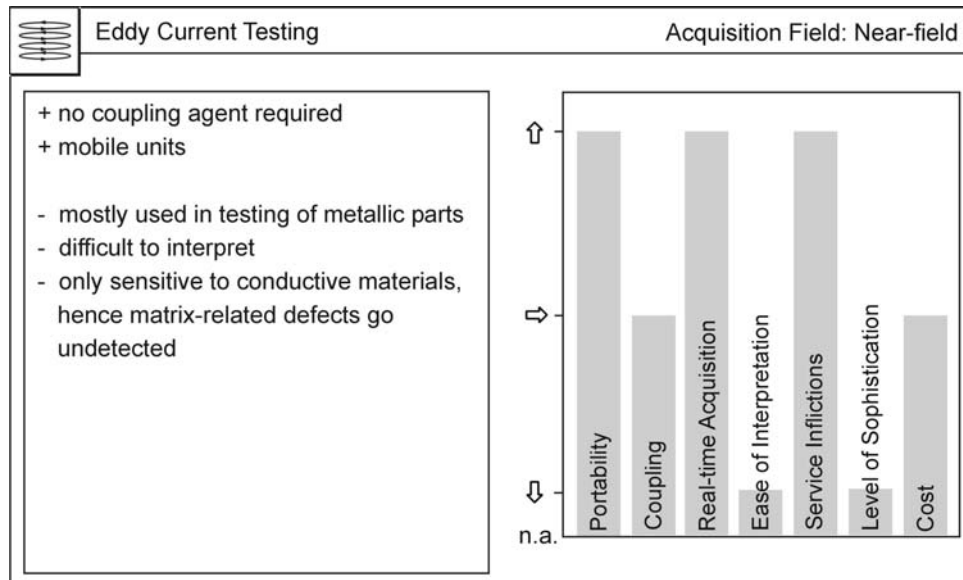 Eddy Current Testing
Acquisition Field: Near-field
+ no coupling agent required
+ mobile units
- mostly used in testing of metallic parts
- difficult to interpret
- only sensitive to conductive materials,
hence matrix-related defects go
undetected
n.a.
Portability
Coupling
Real-time Acquisition
Ease of Interpretation
Service Inflictions
Level of Sophistication
Cost